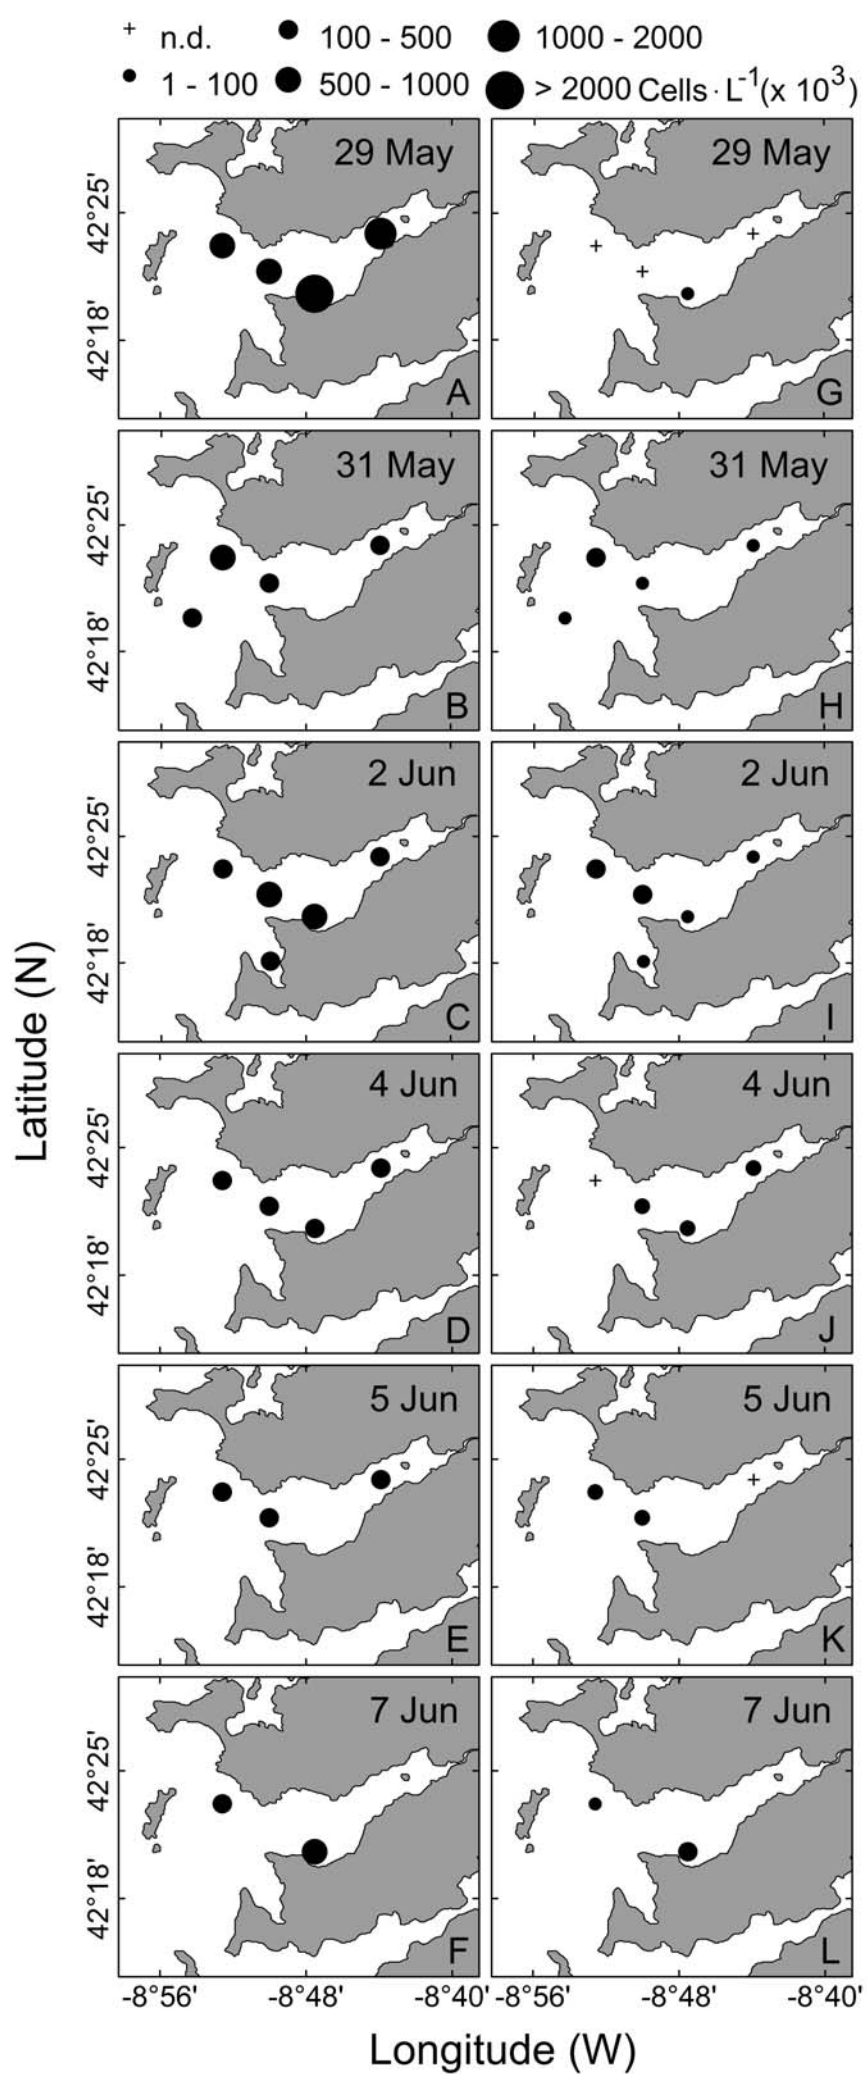 + n.d. 100 - 500 1000 - 2000
1 - 100 500 - 1000 > 2000 Cells · L⁻¹(x 10³)
29 May 29 May
42°25'
42°18'
A G
31 May 31 May
42°25'
42°18'
B H
2 Jun 2 Jun
42°25'
42°18'
C I
Latitude (N)
4 Jun 4 Jun
42°25'
42°18'
D J
5 Jun 5 Jun
42°25'
42°18'
E K
7 Jun 7 Jun
42°25'
42°18'
F L
-8°56' -8°48' -8°40' -8°56' -8°48' -8°40'
Longitude (W)